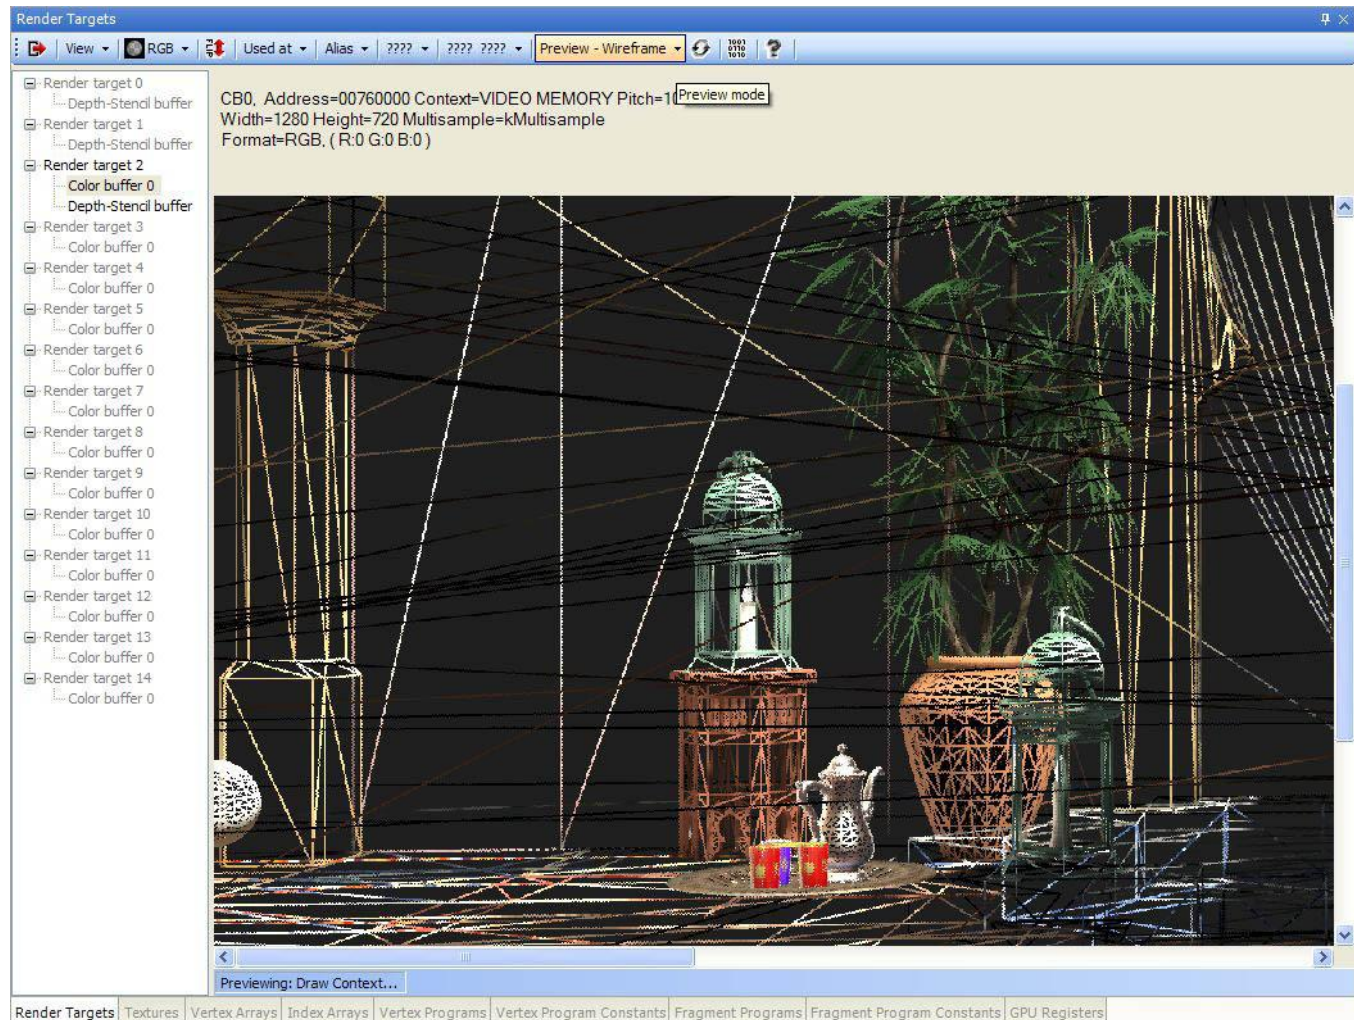 Render Targets
View RGB Used at Alias ???? ???? ???? Preview - Wireframe
Preview mode
Render target 0
Depth-Stencil buffer
Render target 1
Depth-Stencil buffer
Render target 2
Color buffer 0
Depth-Stencil buffer
Render target 3
Color buffer 0
Render target 4
Color buffer 0
Render target 5
Color buffer 0
Render target 6
Color buffer 0
Render target 7
Color buffer 0
Render target 8
Color buffer 0
Render target 9
Color buffer 0
Render target 10
Color buffer 0
Render target 11
Color buffer 0
Render target 12
Color buffer 0
Render target 13
Color buffer 0
Render target 14
Color buffer 0
CB0, Address=00760000 Context=VIDEO MEMORY
Width=1280 Height=720 Multisample=kMultisample
Format=RGB, ( R:0 G:0 B:0 )
Previewing: Draw Context...
Render Targets Textures Vertex Arrays Index Arrays Vertex Programs Vertex Program Constants Fragment Programs Fragment Program Constants GPU Registers